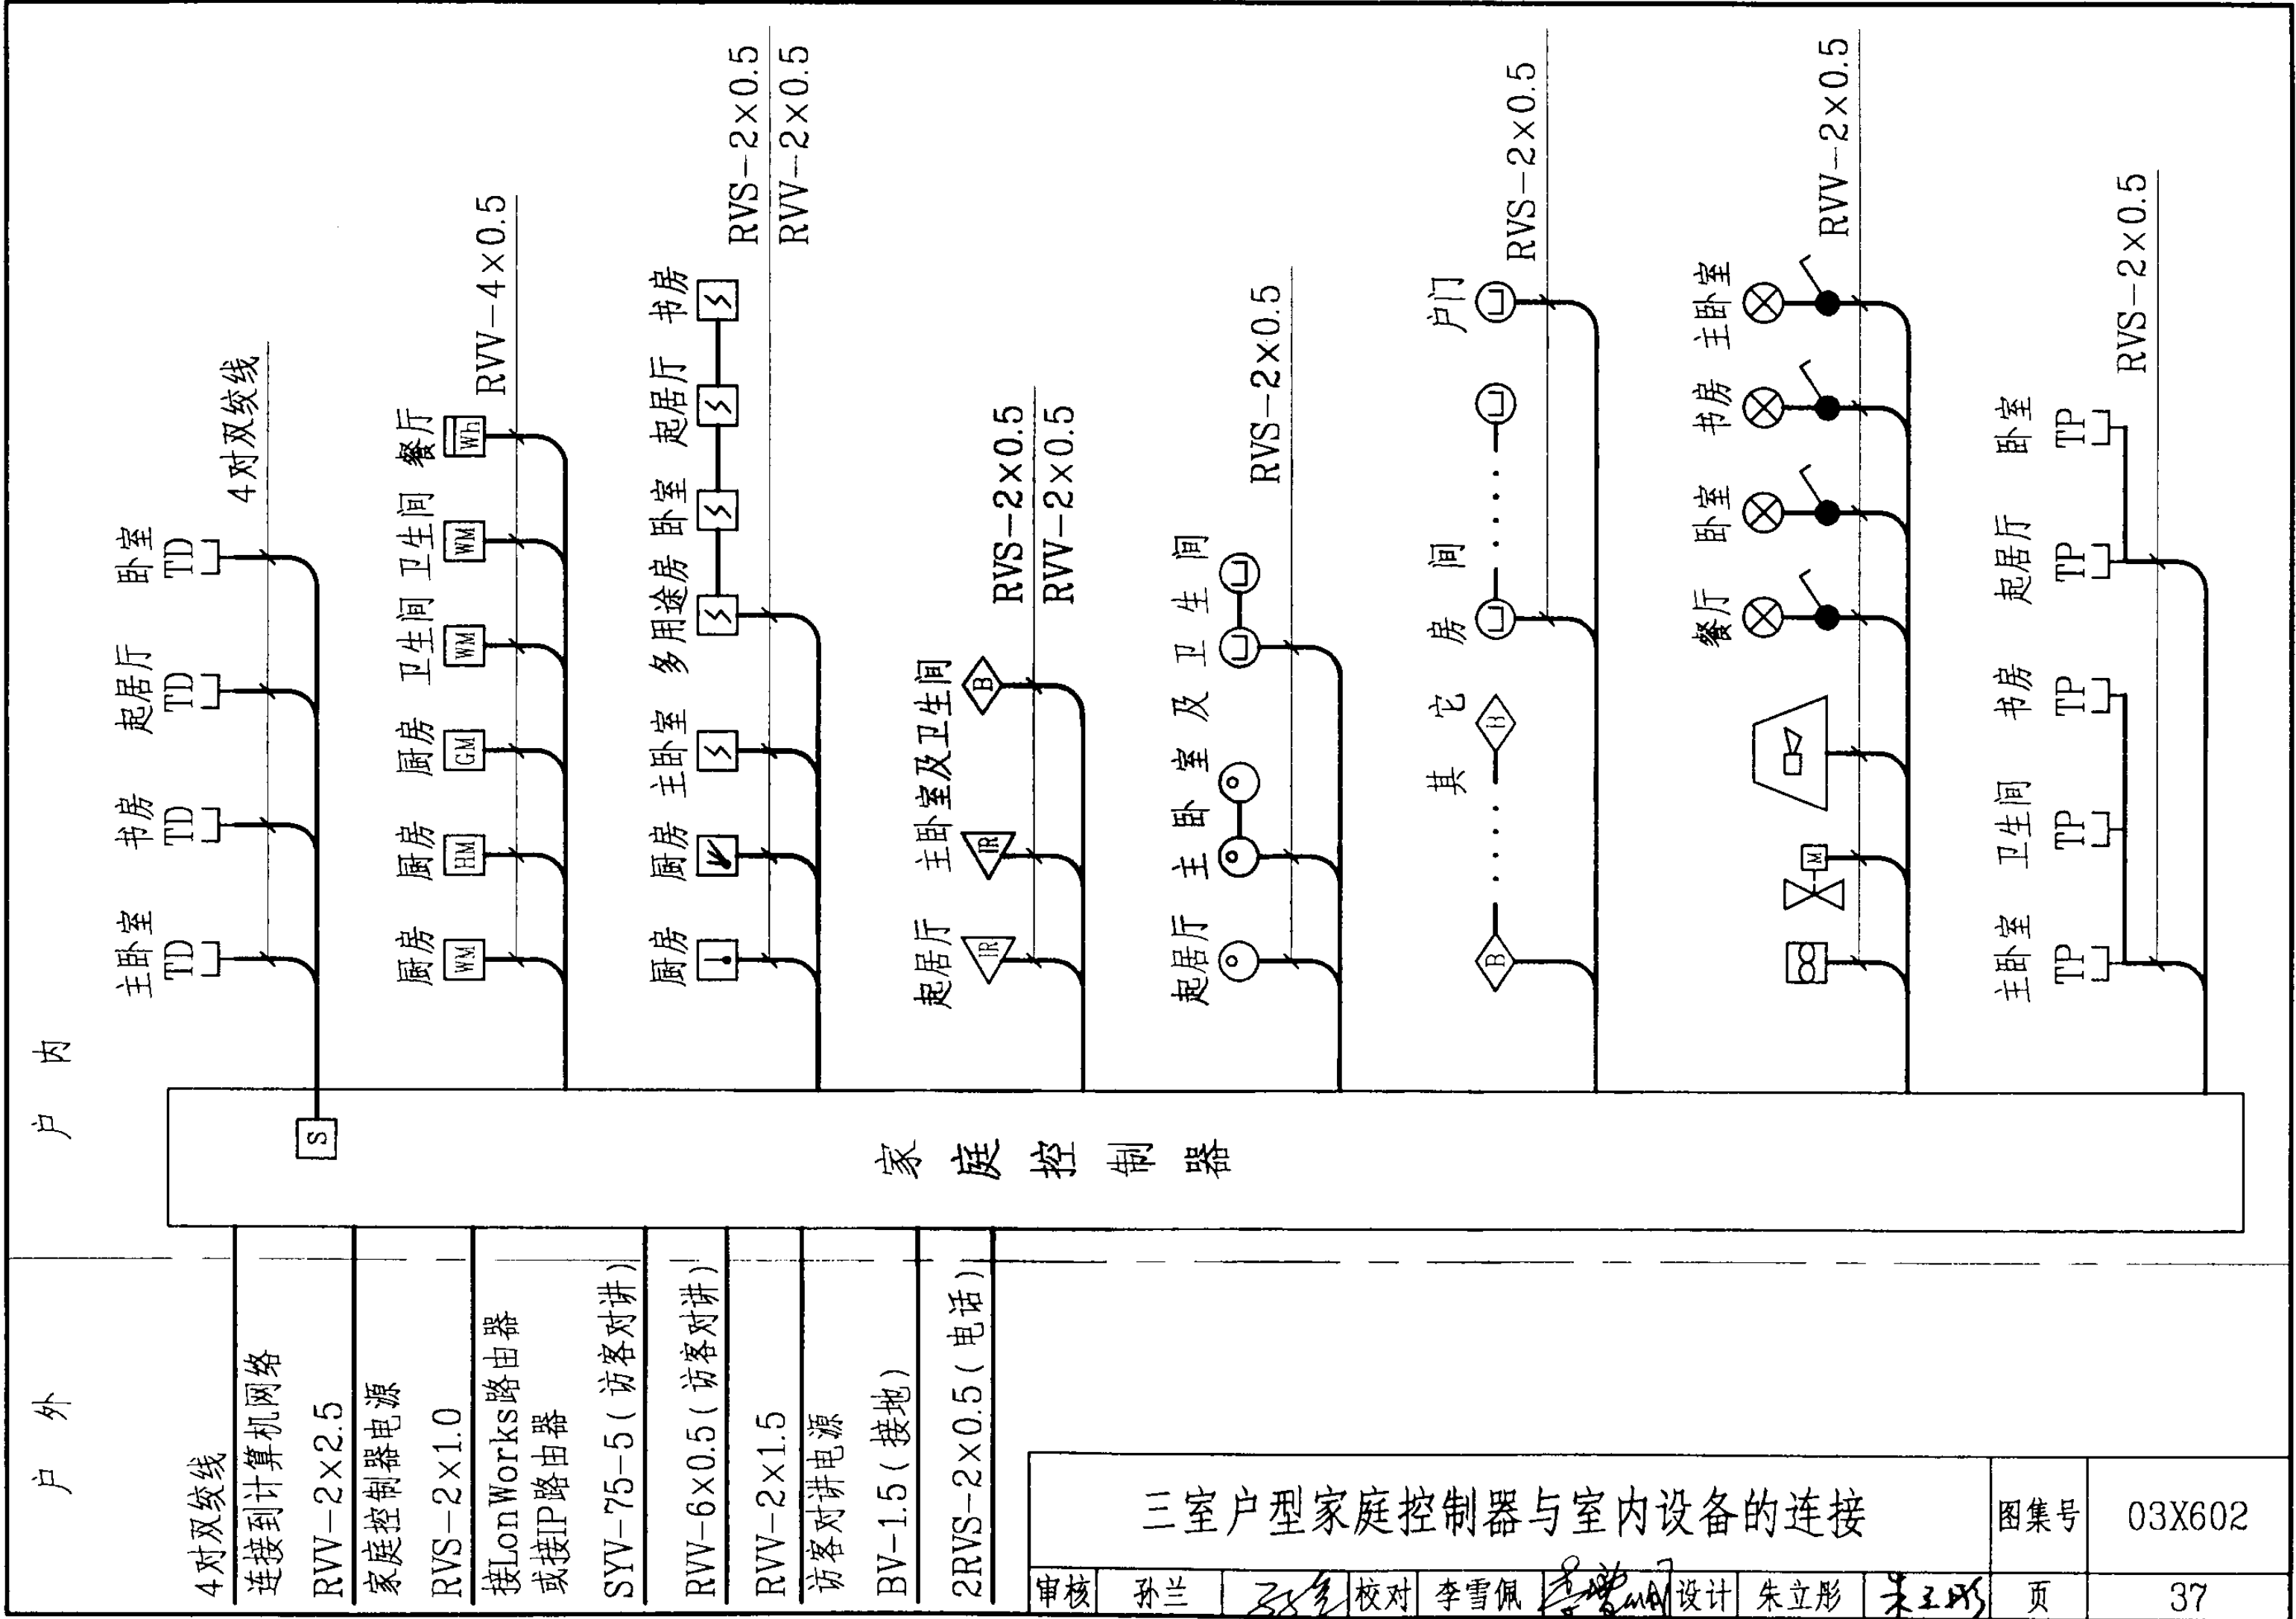 户 外
户 内
4对双绞线
连接到计算机网络
RVV-2×2.5
家庭控制器电源
RVS-2×1.0
接LonWorks路由器
或接IP路由器
SYV-75-5(访客对讲)
RVV-6×0.5(访客对讲)
RVV-2×1.5
访客对讲电源
BV-1.5(接地)
2RWS-2×0.5(电话)
家 庭 控 制 器
S
主卧室 书房 起居厅 卧室
TD TD TD TD
4对双绞线
厨房 厨房 厨房 卫生间 卫生间 餐厅
WM HM GM WM WM Wh
RVV-4×0.5
厨房 厨房 主卧室 多用途房 卧室 起居厅 书房
RVS-2×0.5
RVV-2×0.5
起居厅 主卧室及卫生间
IR IR B
RVS-2×0.5
RVV-2×0.5
起居厅 主 卧 室 及 卫 生 间
RVS-2×0.5
其 它 房 间 户门
B B
RVS-2×0.5
餐厅 卧室 书房 主卧室
M
RVV-2×0.5
主卧室 卫生间 书房 起居厅 卧室
TP TP TP TP TP
RVS-2×0.5
三室户型家庭控制器与室内设备的连接
图集号 03X602
审核 孙兰 校对 李雪佩 设计 朱立彤 朱立彤 页 37